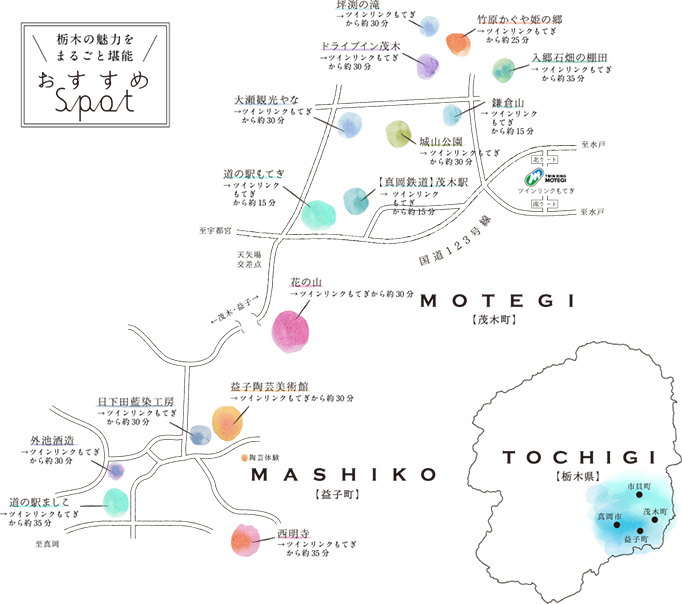 栃木の魅力を
まるごと堪能
おすすめ
Spot
坪渕の滝
→ツインリンクもてぎ
から約30分
竹原かぐや姫の郷
→ツインリンクもてぎ
から約25分
ドライブイン茂木
→ツインリンクもてぎ
から約30分
入郷石畑の棚田
→ツインリンクもてぎ
から約35分
大瀬観光やな
→ツインリンクもてぎ
から約30分
鎌倉山
→ツインリンク
もてぎ
から約15分
城山公園
→ツインリンクもてぎ
から約30分
至水戸
北ゲート
TWIN RING
MOTEGI
ツインリンクもてぎ
南ゲート
至水戸
道の駅もてぎ
→ツインリンク
もてぎ
から約15分
【真岡鉄道】茂木駅
→ツインリンク
もてぎ
から約15分
至宇都宮
国道123号線
天矢場
交差点
花の山
→ツインリンクもてぎから約30分
←茂木・益子→
MOTEGI
【茂木町】
益子陶芸美術館
→ツインリンクもてぎから約30分
日下田藍染工房
→ツインリンクもてぎ
から約30分
外池酒造
→ツインリンクもてぎ
から約30分
陶芸体験
MASHIKO
【益子町】
道の駅ましこ
→ツインリンクもてぎ
から約35分
至真岡
西明寺
→ツインリンクもてぎ
から約35分
TOCHIGI
【栃木県】
市貝町
茂木町
真岡市
益子町